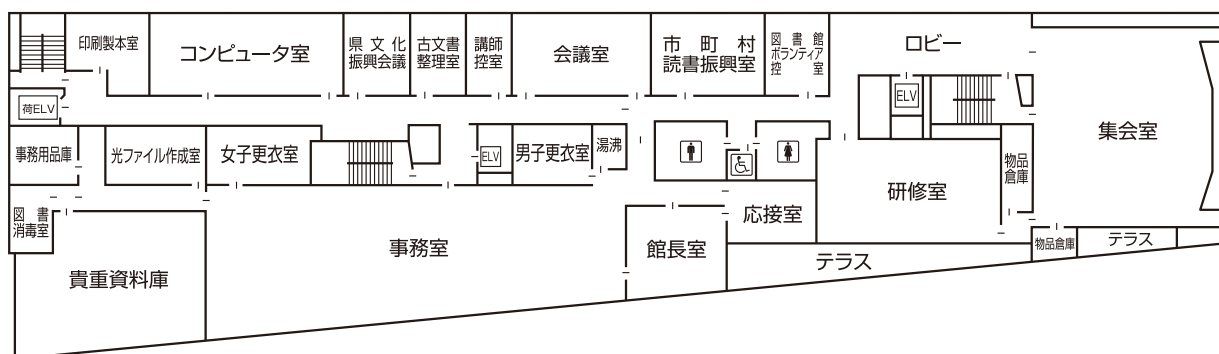 印刷製本室
コンピュータ室
県文化
振興会議
古文書
整理室
講師
控室
会議室
市町村
読書振興室
図書館
ボランティア
控室
ロビー
荷ELV
ELV
集会室
事務用品庫
光ファイル作成室
女子更衣室
ELV
男子更衣室
湯沸
物品
倉庫
研修室
図書
消毒室
応接室
事務室
館長室
貴重資料庫
テラス
物品倉庫
テラス